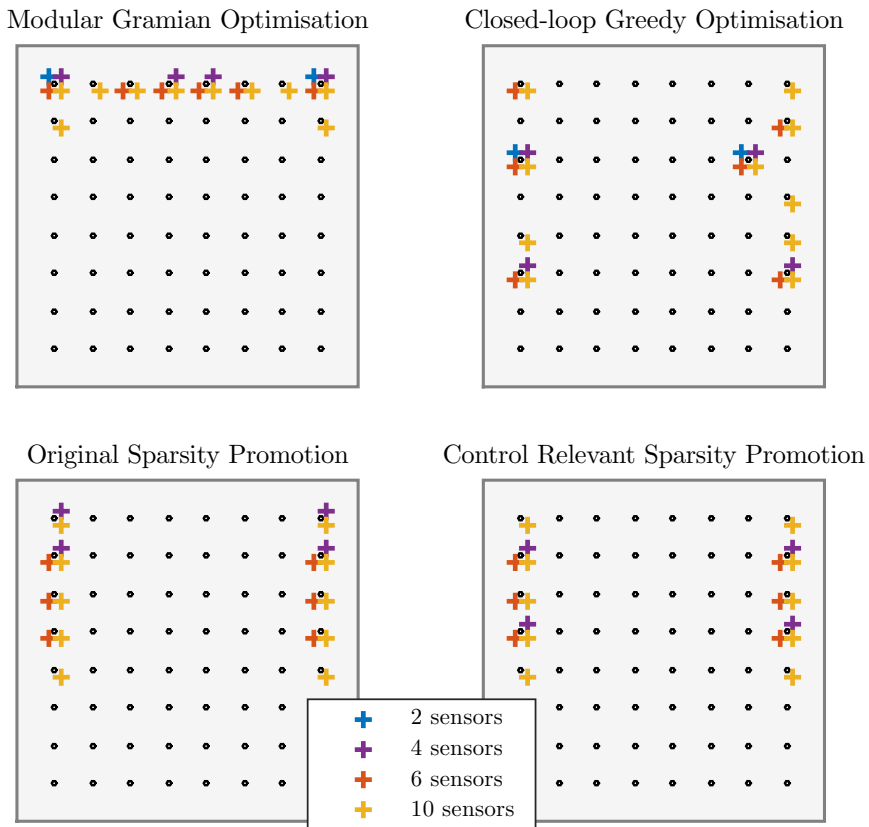 Modular Gramian Optimisation
Closed-loop Greedy Optimisation
Original Sparsity Promotion
Control Relevant Sparsity Promotion
2 sensors
4 sensors
6 sensors
10 sensors